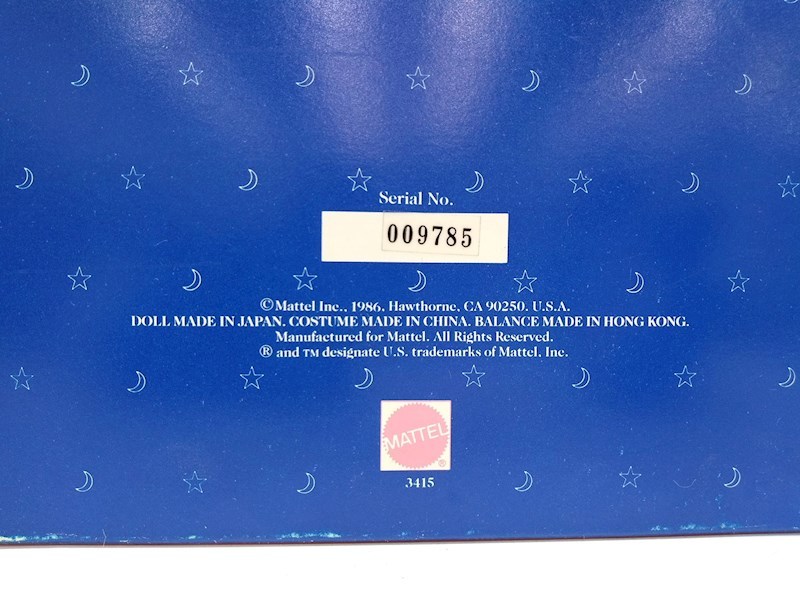 Serial No.
009785
© Mattel Inc., 1986. Hawthorne, CA 90250. U.S.A.
DOLL MADE IN JAPAN. COSTUME MADE IN CHINA. BALANCE MADE IN HONG KONG.
Manufactured for Mattel. All Rights Reserved.
® and TM designate U.S. trademarks of Mattel, Inc.
MATTEL®
3415